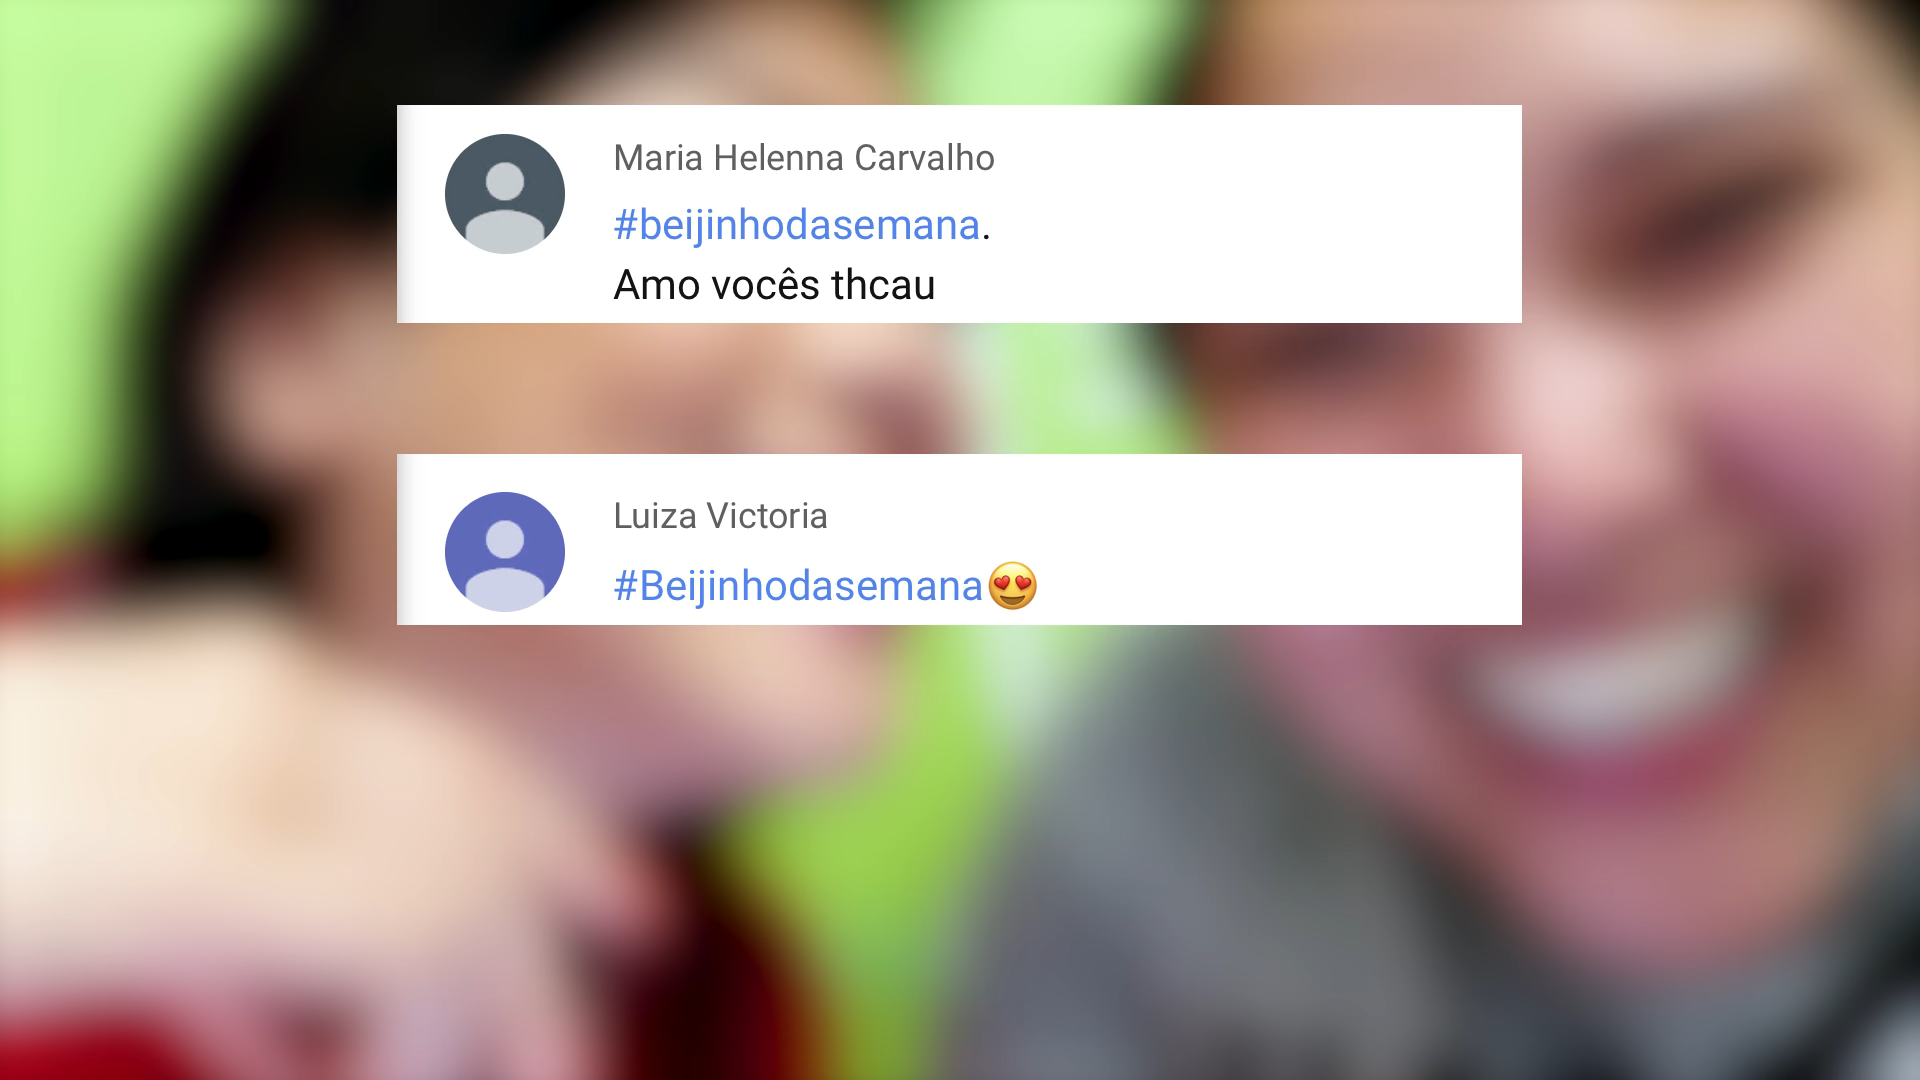 Maria Helenna Carvalho
#beijinhodasemana.
Amo vocês thcau
Luiza Victoria
#Beijinhodasemana😍